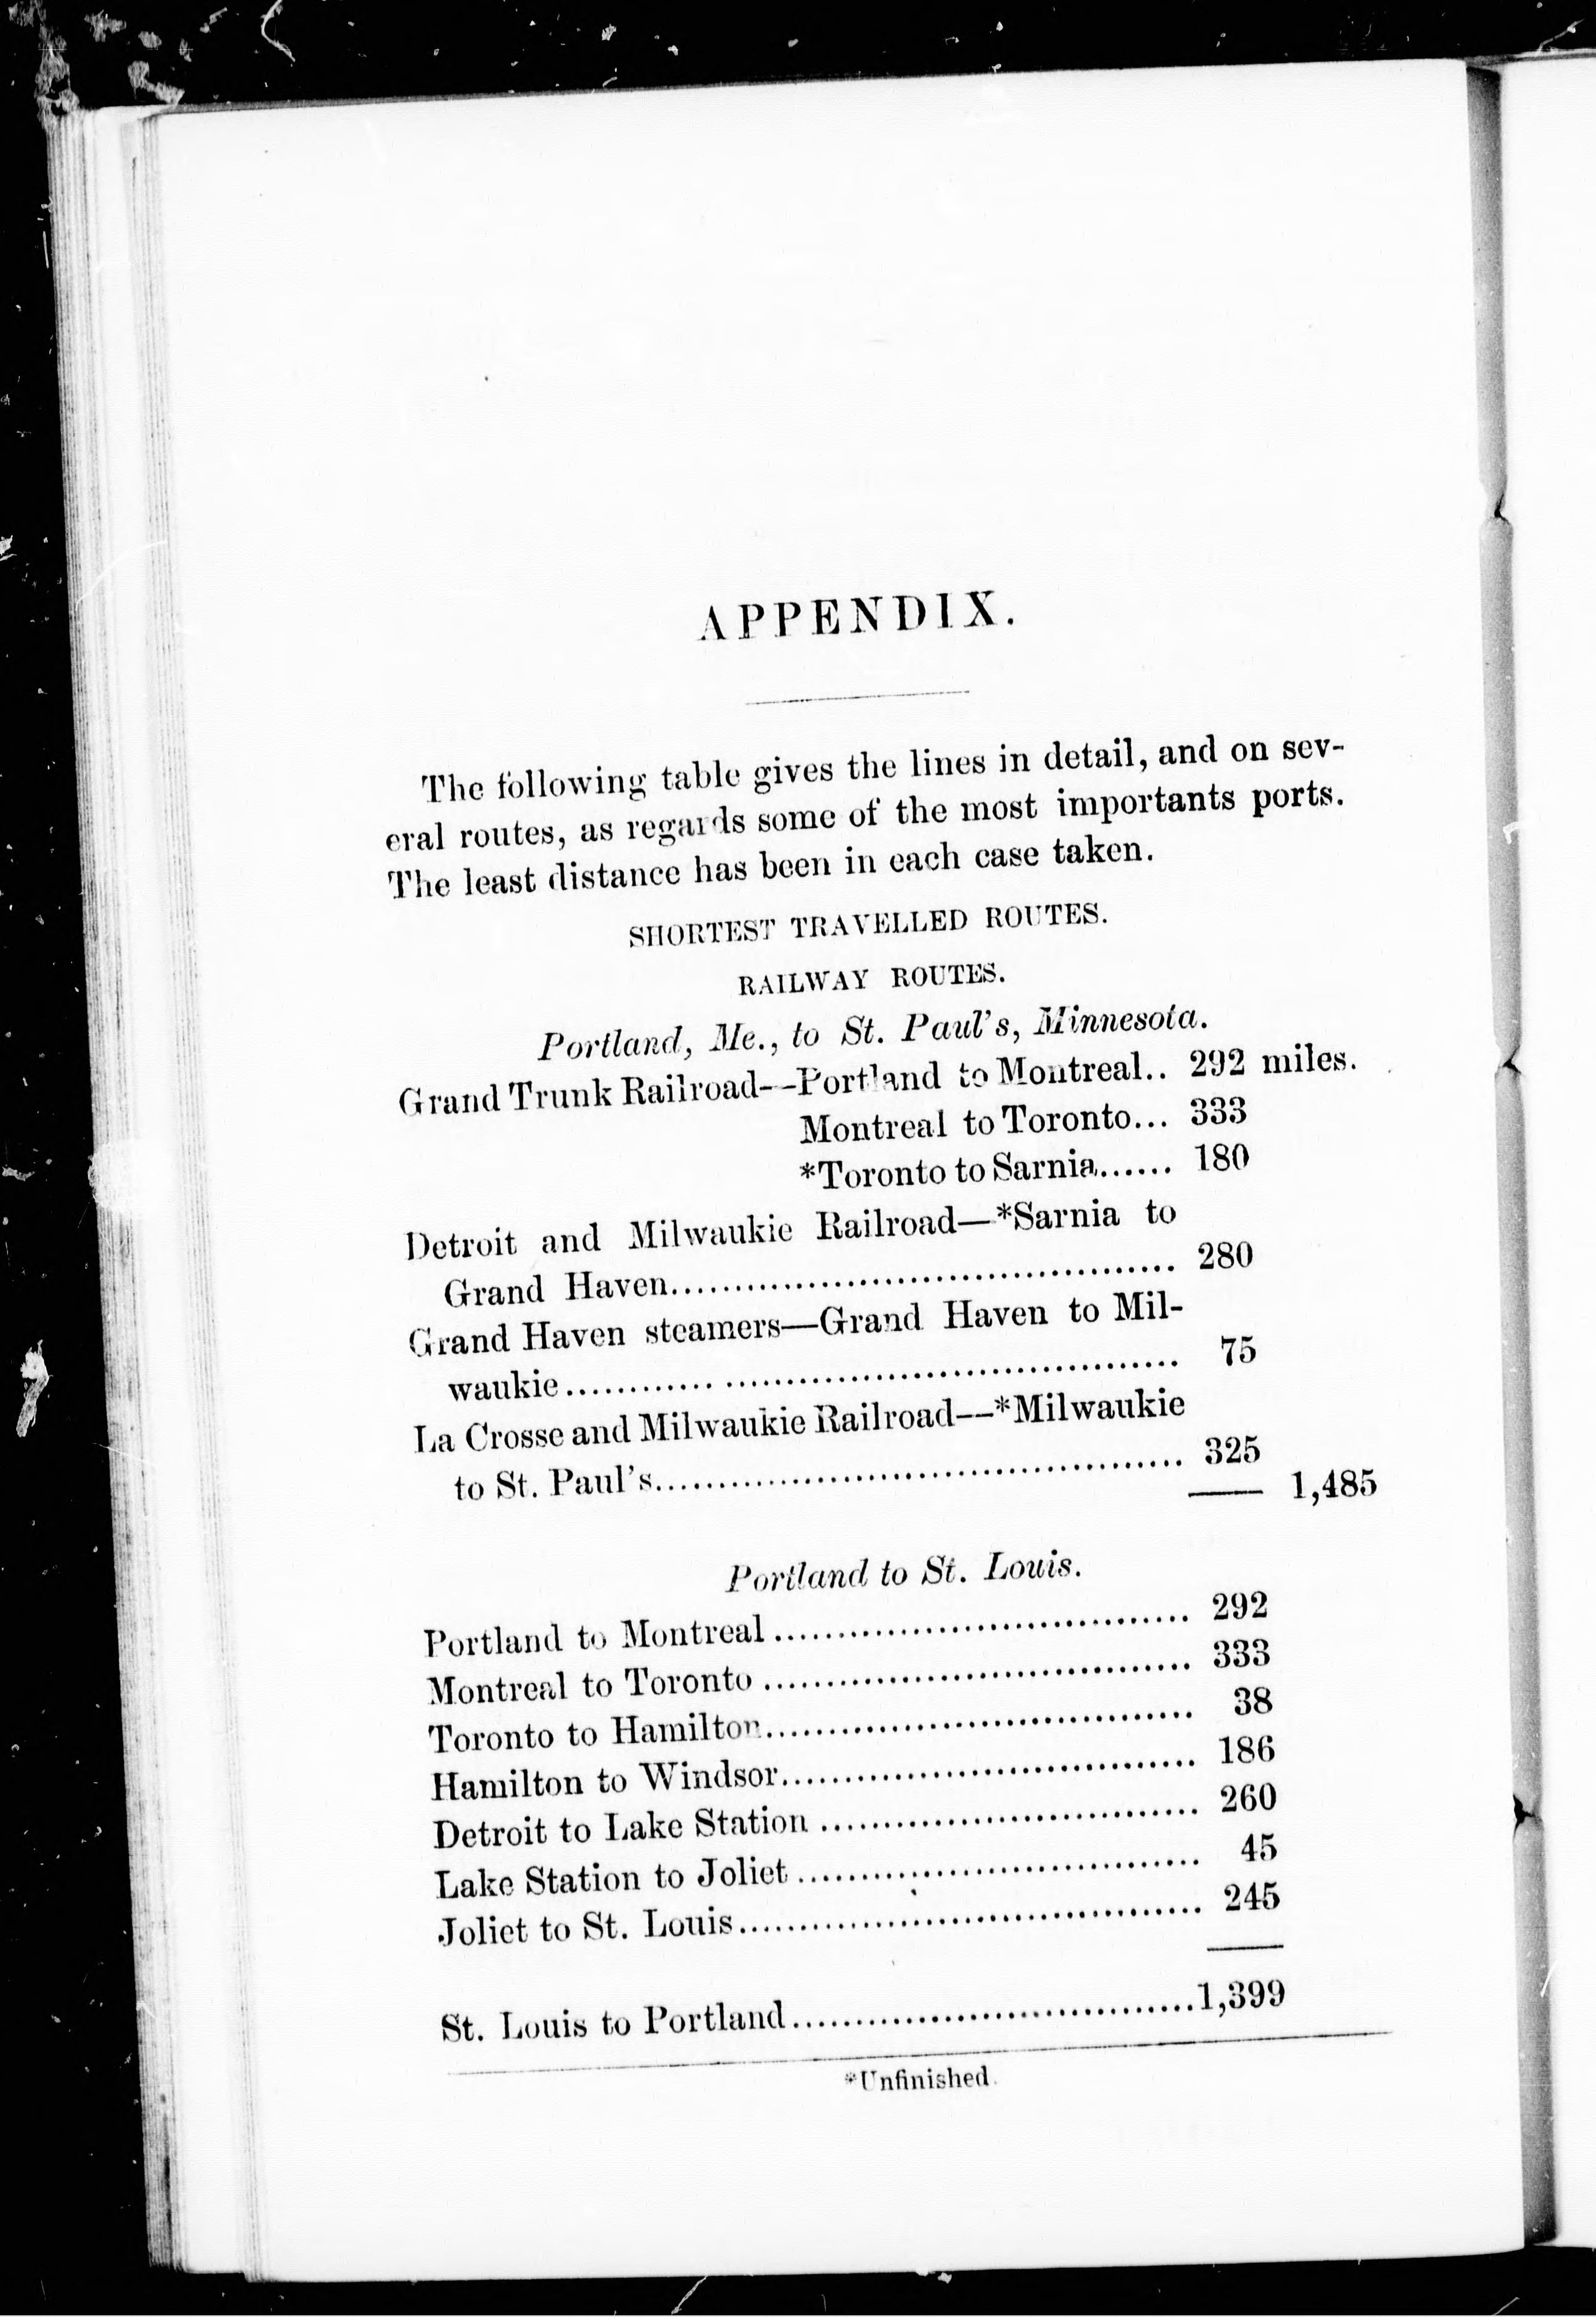 APPENDIX.
The following table gives the lines in detail, and on sev-
eral routes, as regards some of the most importants ports.
The least distance has been in each case taken.
SHORTEST TRAVELLED ROUTES.
RAILWAY ROUTES.
Portland, Me., to St. Paul's, Minnesota.
Grand Trunk Railroad--Portland to Montreal.. 292 miles.
Montreal to Toronto... 333
*Toronto to Sarnia...... 180
Detroit and Milwaukie Railroad—*Sarnia to
Grand Haven.......................................... 280
Grand Haven steamers—Grand Haven to Mil-
waukie.................................................. 75
La Crosse and Milwaukie Railroad—*Milwaukie
to St. Paul's........................................... 325
1,485
Portland to St. Louis.
Portland to Montreal.................................. 292
Montreal to Toronto................................... 333
Toronto to Hamilton................................... 38
Hamilton to Windsor.................................. 186
Detroit to Lake Station............................... 260
Lake Station to Joliet................................. 45
Joliet to St. Louis...................................... 245
St. Louis to Portland.................................1,399
*Unfinished.